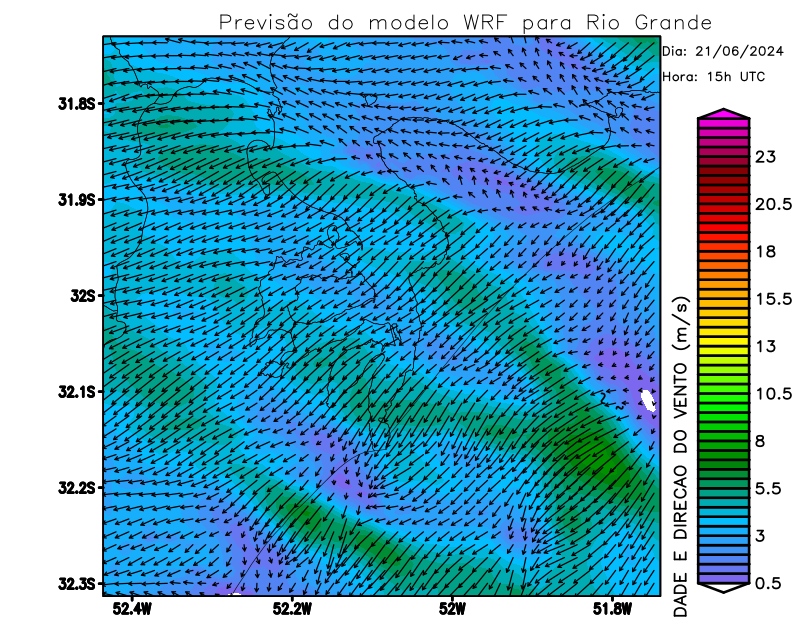 Previsão do modelo WRF para Rio Grande
Dia: 21/06/2024
Hora: 15h UTC
31.8S
31.9S
32S
32.1S
32.2S
32.3S
52.4W
52.2W
52W
51.8W
DADE E DIRECAO DO VENTO (m/s)
23
20.5
18
15.5
13
10.5
8
5.5
3
0.5